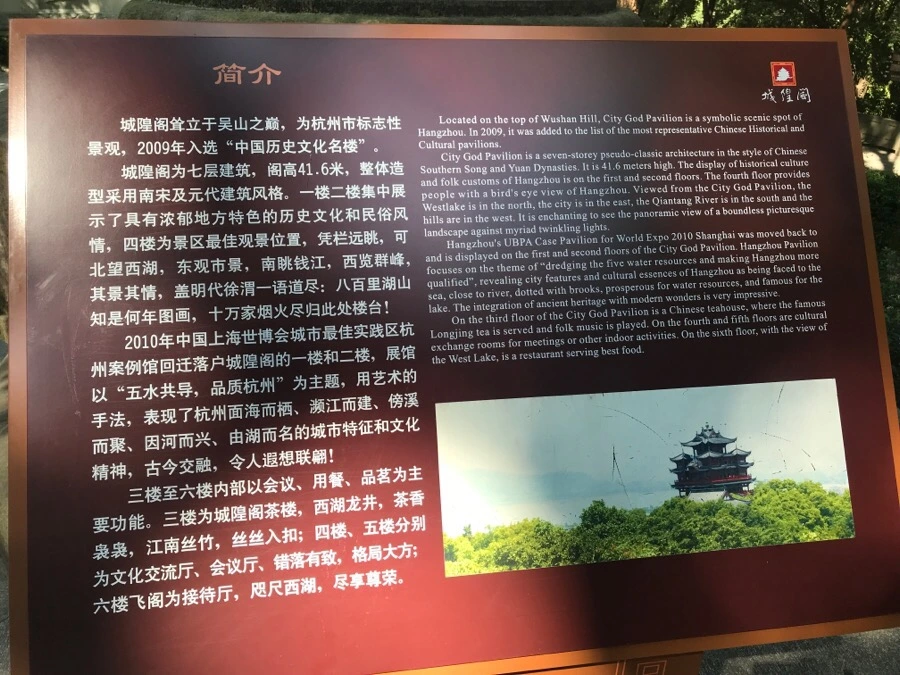 简介
城隍阁
城隍阁耸立于吴山之巅，为杭州市标志性
景观，2009年入选“中国历史文化名楼”。
城隍阁为七层建筑，阁高41.6米，整体造
型采用南宋及元代建筑风格。一楼二楼集中展
示了具有浓郁地方特色的历史文化和民俗风
情，四楼为景区最佳观景位置，凭栏远眺，可
北望西湖，东观市景，南眺钱江，西览群峰，
其景其情，盖明代徐渭一语道尽：八百里湖山
知是何年图画，十万家烟火尽归此处楼台！
2010年中国上海世博会城市最佳实践区杭
州案例馆回迁落户城隍阁的一楼和二楼，展馆
以“五水共导，品质杭州”为主题，用艺术的
手法，表现了杭州面海而栖、濒江而建、傍溪
而聚、因河而兴、由湖而名的城市特征和文化
精神，古今交融，令人遐想联翩！
三楼至六楼内部以会议、用餐、品茗为主
要功能。三楼为城隍阁茶楼，西湖龙井，茶香
袅袅，江南丝竹，丝丝入扣；四楼、五楼分别
为文化交流厅、会议厅、错落有致，格局大方；
六楼飞阁为接待厅，咫尺西湖，尽享尊荣。
Located on the top of Wushan Hill, City God Pavilion is a symbolic scenic spot of
Hangzhou. In 2009, it was added to the list of the most representative Chinese Historical and
Cultural pavilions.
City God Pavilion is a seven-storey pseudo-classic architecture in the style of Chinese
Southern Song and Yuan Dynasties. It is 41.6 meters high. The display of historical culture
and folk customs of Hangzhou is on the first and second floors. The fourth floor provides
people with a bird's eye view of Hangzhou. Viewed from the City God Pavilion, the
Westlake is in the north, the city is in the east, the Qiantang River is in the south and the
hills are in the west. It is enchanting to see the panoramic view of a boundless picturesque
landscape against myriad twinkling lights.
Hangzhou's UBPA Case Pavilion for World Expo 2010 Shanghai was moved back to
and is displayed on the first and second floors of the City God Pavilion. Hangzhou Pavilion
focuses on the theme of “dredging the five water resources and making Hangzhou more
qualified”, revealing city features and cultural essences of Hangzhou as being faced to the
sea, close to river, dotted with brooks, prosperous for water resources, and famous for the
lake. The integration of ancient heritage with modern wonders is very impressive.
On the third floor of the City God Pavilion is a Chinese teahouse, where the famous
Longjing tea is served and folk music is played. On the fourth and fifth floors are cultural
exchange rooms for meetings or other indoor activities. On the sixth floor, with the view of
the West Lake, is a restaurant serving best food.